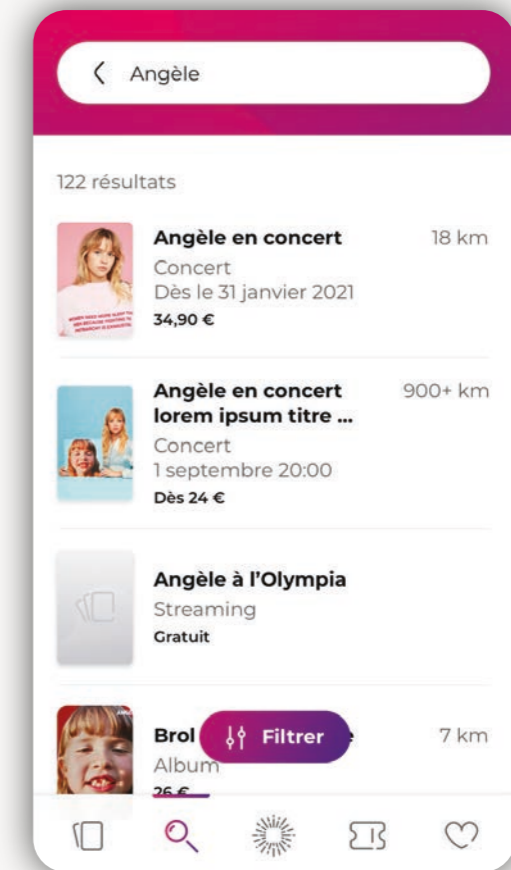 Angèle
122 résultats
Angèle en concert
18 km
Concert
Dès le 31 janvier 2021
34,90 €
Angèle en concert
900+ km
lorem ipsum titre ...
Concert
1 septembre 20:00
Dès 24 €
Angèle à l’Olympia
Streaming
Gratuit
Brol
Filtrer
7 km
Album
26 €